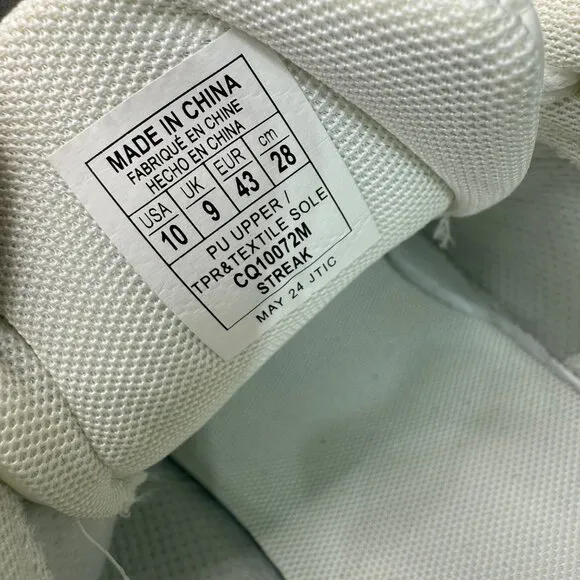 MADE IN CHINA
FABRIQUÉ EN CHINE
HECHO EN CHINA
USA UK EUR cm
10 9 43 28
PU UPPER /
TPR&TEXTILE SOLE
CQ10072M
STREAK
MAY 24 JTIC